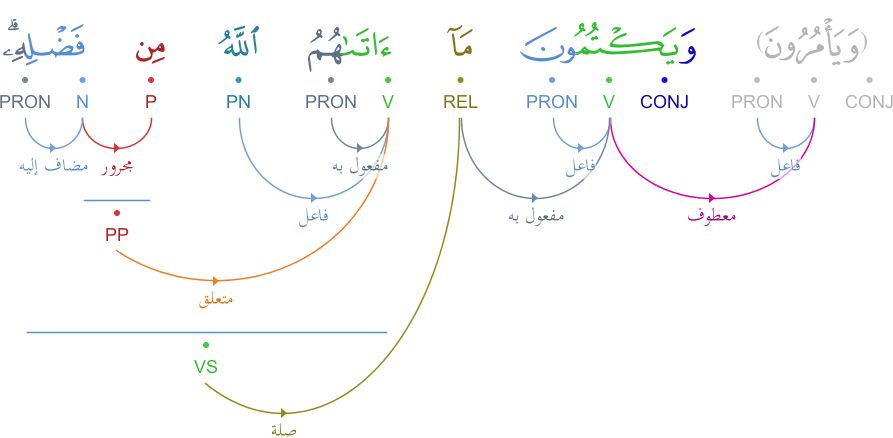 (وَيَأْمُرُونَ) وَيَكْتُمُونَ مَآ ءَاتَىٰهُمُ ٱللَّهُ مِن فَضْلِهِۦ ۗ
CONJ V PRON CONJ V PRON REL V PRON PN P N PRON
فاعل فاعل مفعول به مجرور مضاف إليه
معطوف مفعول به فاعل
PP
متعلق
VS
صلة